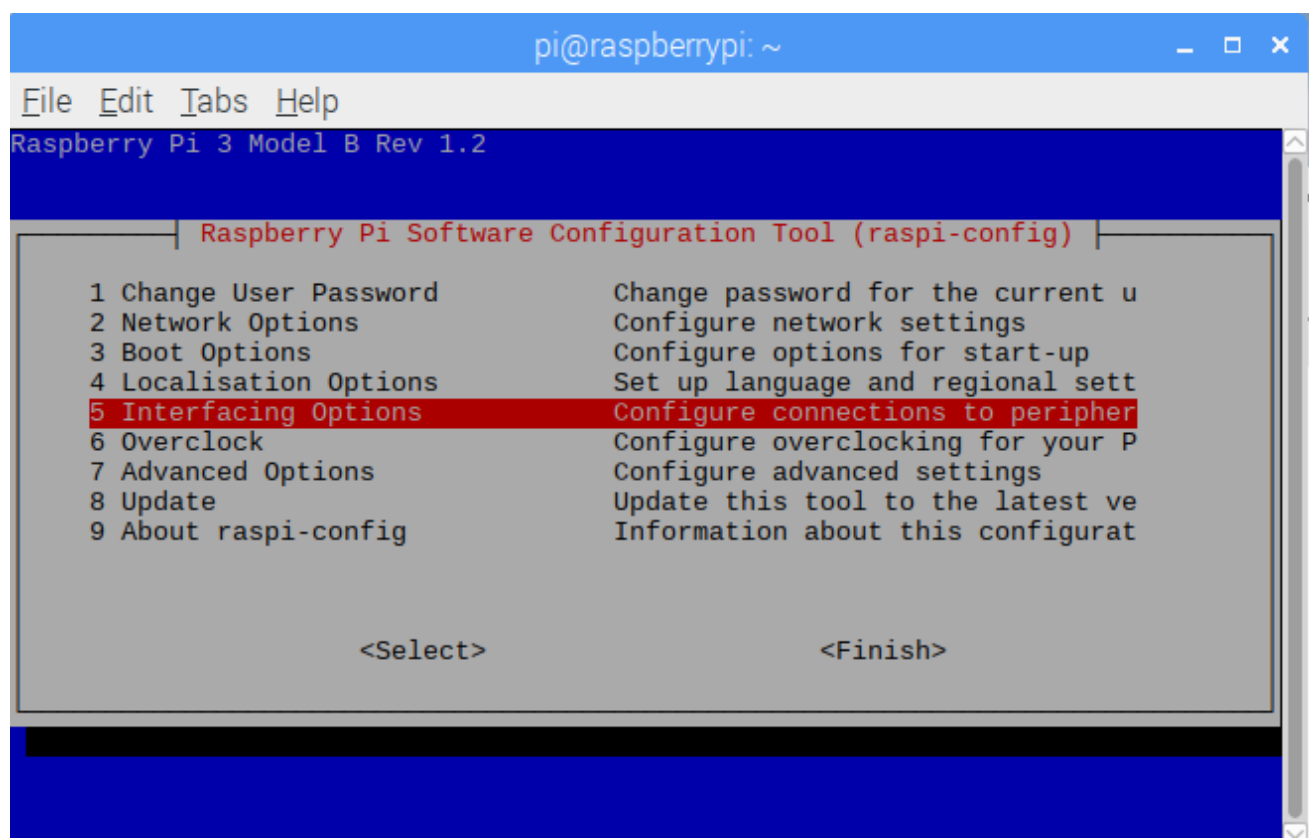 pi@raspberrypi: ~
File Edit Tabs Help
Raspberry Pi 3 Model B Rev 1.2
Raspberry Pi Software Configuration Tool (raspi-config)
1 Change User Password Change password for the current u
2 Network Options Configure network settings
3 Boot Options Configure options for start-up
4 Localisation Options Set up language and regional sett
5 Interfacing Options Configure connections to peripher
6 Overclock Configure overclocking for your P
7 Advanced Options Configure advanced settings
8 Update Update this tool to the latest ve
9 About raspi-config Information about this configurat
<Select> <Finish>